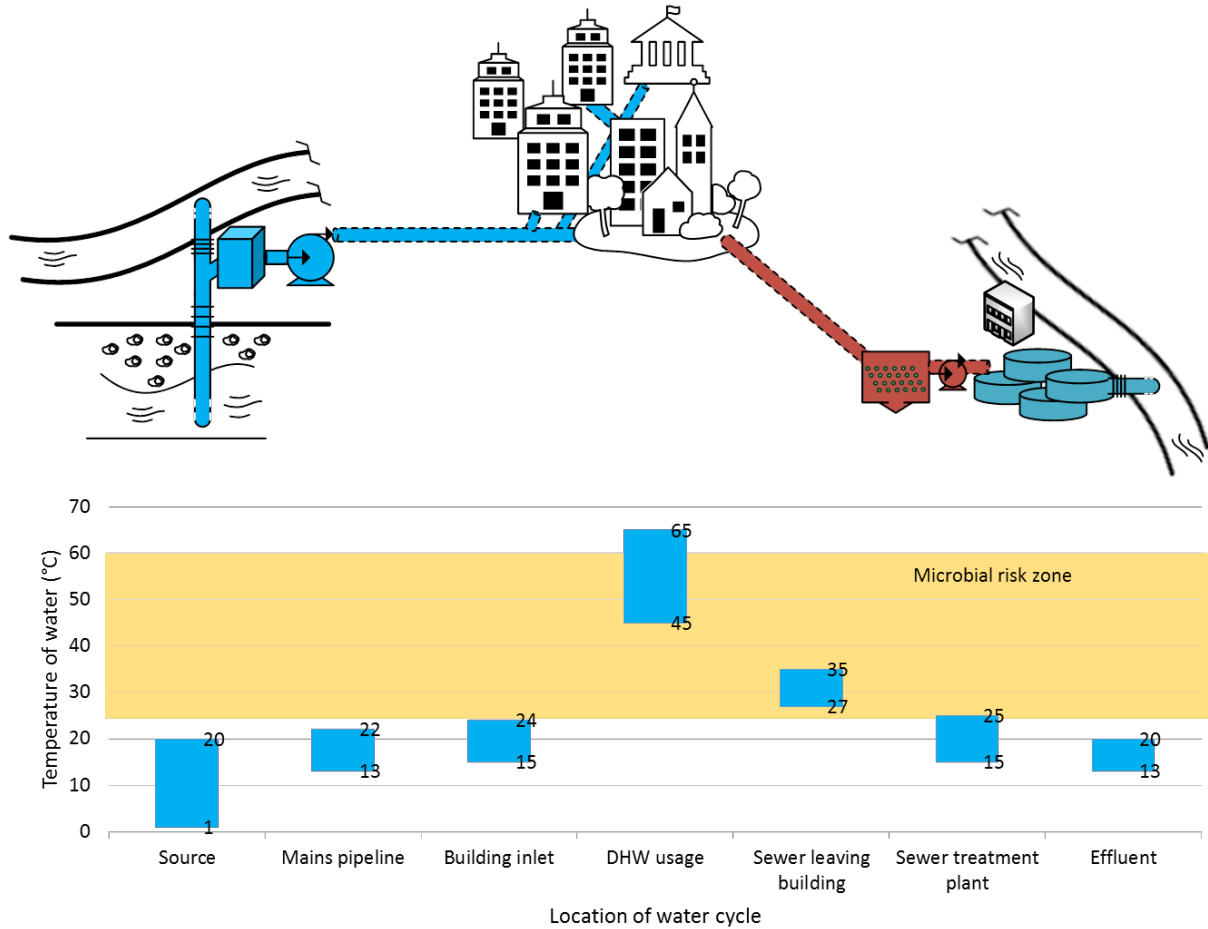 70
60
50
40
30
20
10
0
Temperature of water (°C)
Microbial risk zone
20
1
22
13
24
15
65
45
35
27
25
15
20
13
Source
Mains pipeline
Building inlet
DHW usage
Sewer leaving
building
Sewer treatment
plant
Effluent
Location of water cycle